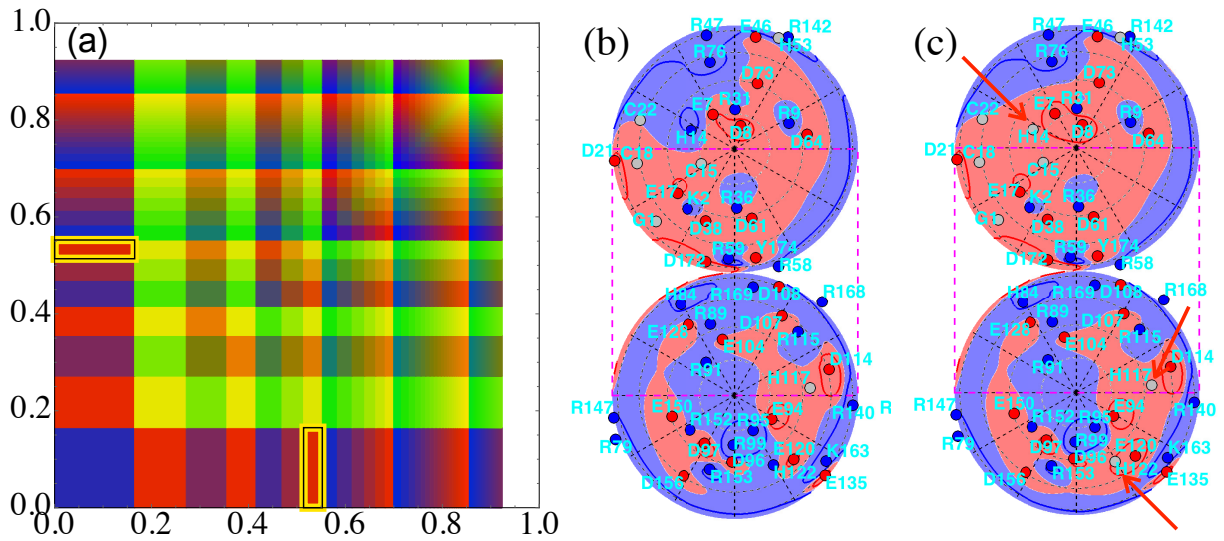 (a)
1.0
0.8
0.6
0.4
0.2
0.0
0.0 0.2 0.4 0.6 0.8 1.0
(b)
R47 E46 R142
R76 H53
D73
C22 E7 R31 R9
H14 D8 D64
D21 C18
C15
E17 K2 R36
G1 D38 D61
R59 Y174
D172 R58
H84 R169 D108 R168
R89 D107
E128 E104 R115
R91 D114
H117
R147 E150 R152 R95 E94 R140 R
R79 D97 R99 E120 K163
D96 H122
D156 R153 E135
(c)
R47 E46 R142
R76 H53
D73
C22 E7 R31 R9
H14 D8 D64
D21 C18
C15
E17 K2 R36
G1 D38 D61
R59 Y174
D172 R58
H84 R169 D108 R168
R89 D107
E128 E104 R115
R91 D114
H117
R147 E150 R152 R95 E94 R140
R79 D97 R99 E120 K163
D96 H122
D156 R153 E135